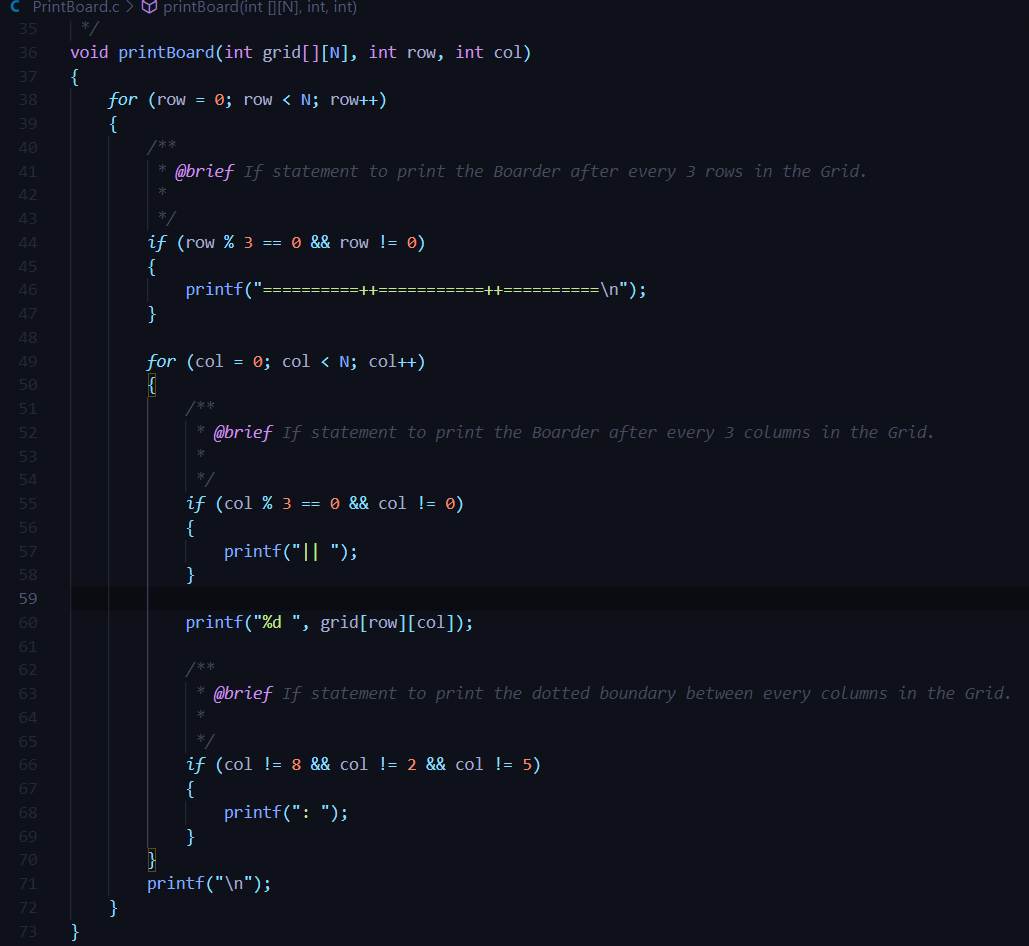 PrintBoard.c > printBoard(int [][N], int, int)
35 */
36 void printBoard(int grid[][N], int row, int col)
37 {
38 for (row = 0; row < N; row++)
39 {
40 /**
41 * @brief If statement to print the Boarder after every 3 rows in the Grid.
42 *
43 */
44 if (row % 3 == 0 && row != 0)
45 {
46 printf("==========++===========++==========\n");
47 }
48
49 for (col = 0; col < N; col++)
50 {
51 /**
52 * @brief If statement to print the Boarder after every 3 columns in the Grid.
53 *
54 */
55 if (col % 3 == 0 && col != 0)
56 {
57 printf("|| ");
58 }
59
60 printf("%d ", grid[row][col]);
61
62 /**
63 * @brief If statement to print the dotted boundary between every columns in the Grid.
64 *
65 */
66 if (col != 8 && col != 2 && col != 5)
67 {
68 printf(": ");
69 }
70 }
71 printf("\n");
72 }
73 }